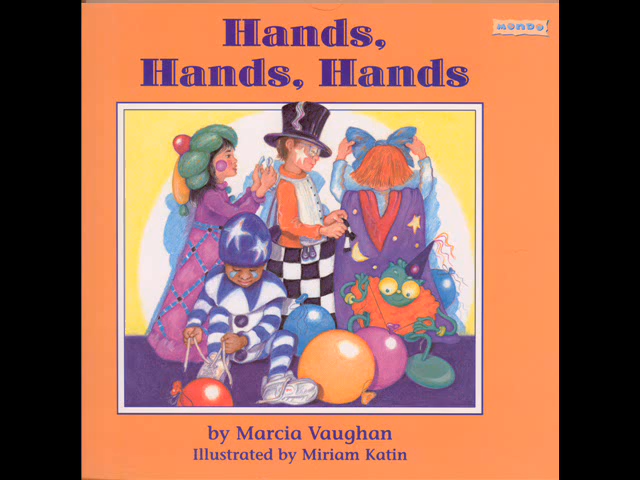 Hands,
Hands, Hands
MONDO
by Marcia Vaughan
Illustrated by Miriam Katin